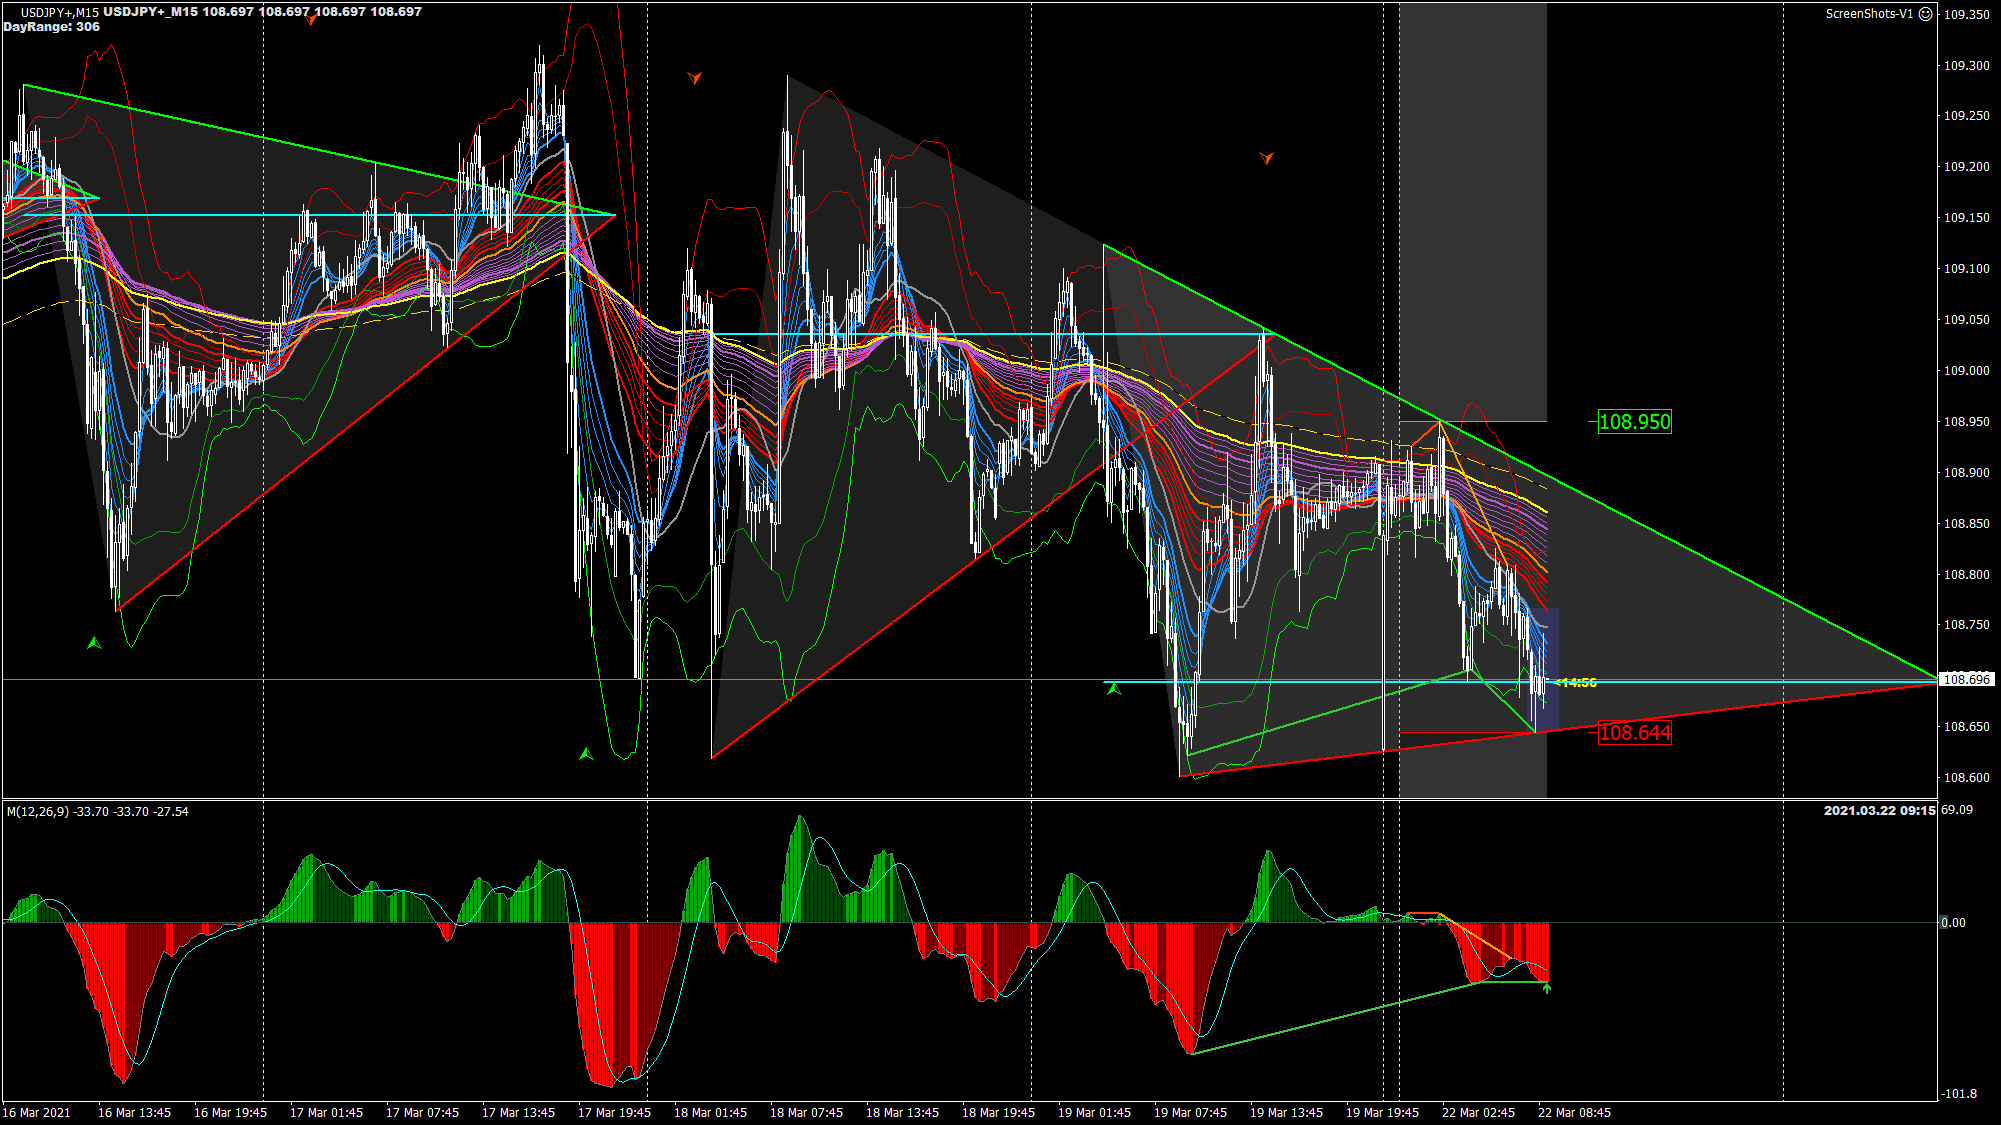 USDJPY+,M15 USDJPY+_M15 108.697 108.697 108.697 108.697
DayRange: 306
ScreenShots-V1
109.350
109.300
109.250
109.200
109.150
109.100
109.050
109.000
108.950
108.950
108.900
108.850
108.800
108.750
108.696
<14:56
108.644
108.650
108.600
M(12,26,9) -33.70 -33.70 -27.54
2021.03.22 09:15
69.09
0.00
-101.8
16 Mar 2021
16 Mar 13:45
16 Mar 19:45
17 Mar 01:45
17 Mar 07:45
17 Mar 13:45
17 Mar 19:45
18 Mar 01:45
18 Mar 07:45
18 Mar 13:45
18 Mar 19:45
19 Mar 01:45
19 Mar 07:45
19 Mar 13:45
19 Mar 19:45
22 Mar 02:45
22 Mar 08:45